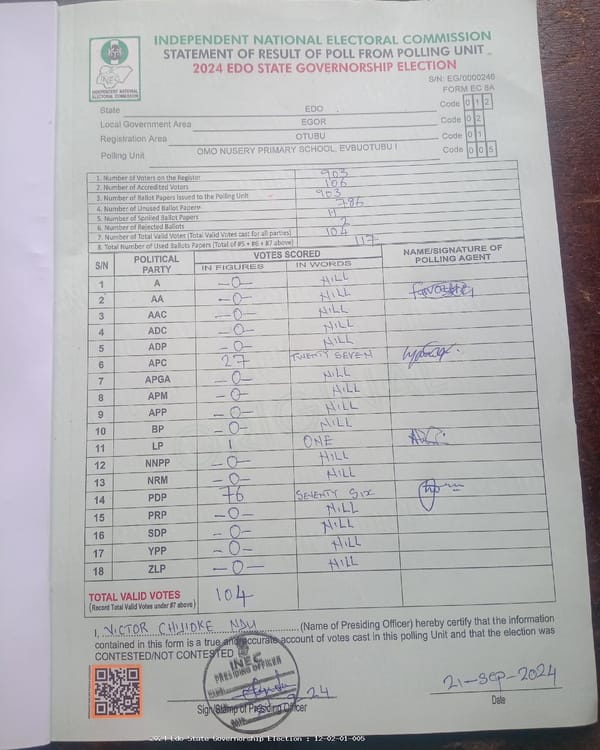 INDEPENDENT NATIONAL ELECTORAL COMMISSION
STATEMENT OF RESULT OF POLL FROM POLLING UNIT
2024 EDO STATE GOVERNORSHIP ELECTION
INEC
INDEPENDENT NATIONAL ELECTORAL COMMISSION
S/N: EG/0000246
FORM EC 8A
State EDO Code 0 1 2
Local Government Area EGOR Code 0 2
Registration Area OTUBU Code 0 1
Polling Unit OMO NUSERY PRIMARY SCHOOL, EVBUOTUBU I Code 0 0 5
1. Number of Voters on the Register 903
2. Number of Accredited Voters 106
3. Number of Ballot Papers Issued to the Polling Unit 903
4. Number of Unused Ballot Papers 786
5. Number of Spoiled Ballot Papers 11
6. Number of Rejected Ballots 2
7. Number of Total Valid Votes (Total Valid Votes cast for all parties) 104
8. Total Number of Used Ballots Papers (Total of #5 + #6 + #7 above) 117
S/N POLITICAL PARTY VOTES SCORED NAME/SIGNATURE OF POLLING AGENT
IN FIGURES IN WORDS
1 A -0- NILL
2 AA -0- NILL
3 AAC -0- NILL
4 ADC -0- NILL
5 ADP -0- NILL
6 APC 27 TWENTY SEVEN
7 APGA -0- NILL
8 APM -0- NILL
9 APP -0- NILL
10 BP -0- NILL
11 LP 1 ONE
12 NNPP -0- NILL
13 NRM -0- NILL
14 PDP 76 SEVENTY SIX
15 PRP -0- NILL
16 SDP -0- NILL
17 YPP -0- NILL
18 ZLP -0- NILL
TOTAL VALID VOTES 104
(Record Total Valid Votes under #7 above)
I, VICTOR CHIJIOKE NDU (Name of Presiding Officer) hereby certify that the information
contained in this form is a true and accurate account of votes cast in this polling Unit and that the election was
CONTESTED/NOT CONTESTED
INEC
PRESIDING OFFICER
Sign/Stamp of Presiding Officer
21-SEP-2024
Date
2024 Edo State Governorship Election : 12-02-01-005